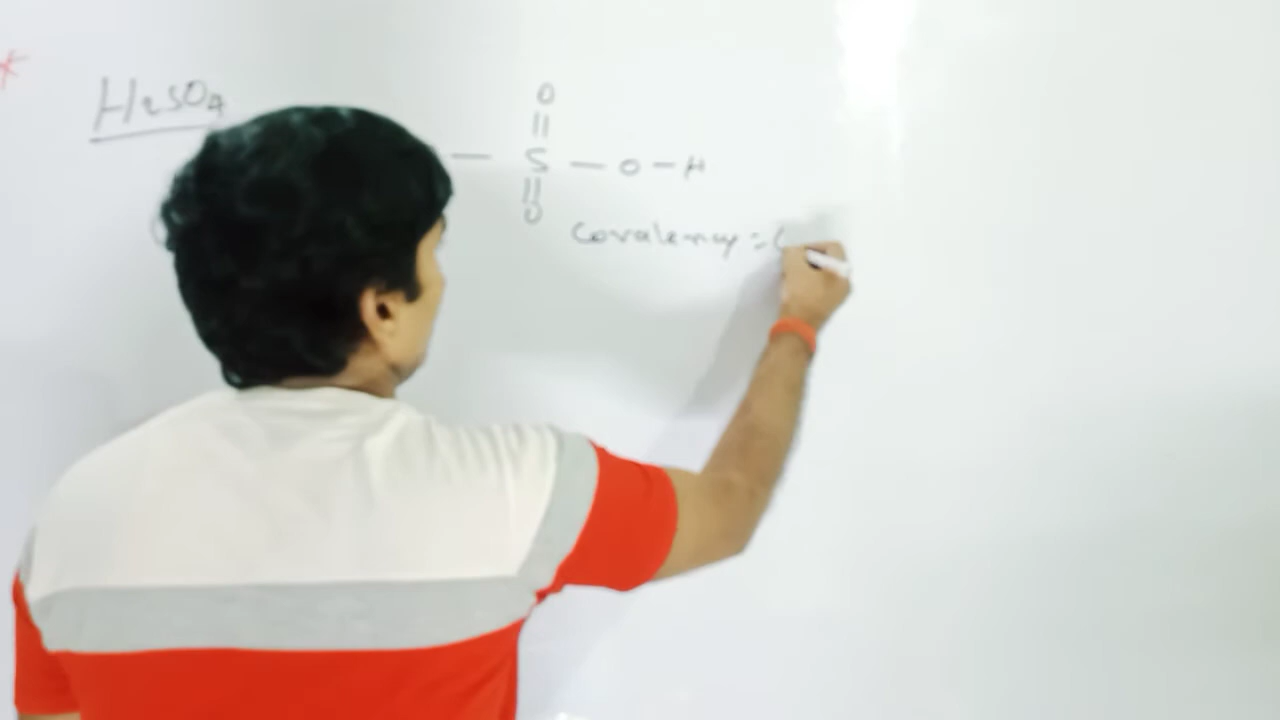 *
H2SO4
O
||
— S — O — H
||
O
Covalency = (